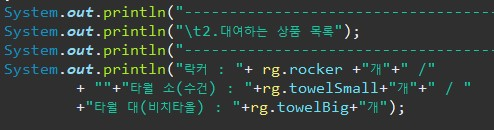 System.out.println("-----------------------------------
System.out.println("\t2.대여하는 상품 목록");
System.out.println("-----------------------------------
System.out.println("락커 : "+ rg.rocker +"개"+" /"
+ ""+"타월 소(수건) : "+rg.towelSmall+"개"+" / "
+"타월 대(비치타올) : "+rg.towelBig+"개");